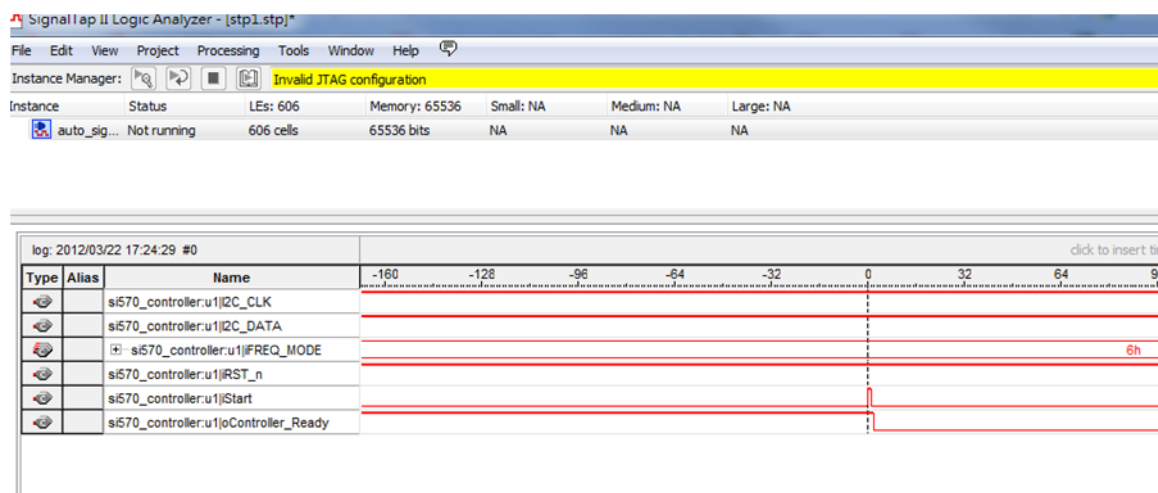 SignalTap II Logic Analyzer - [stp1.stp]*
File Edit View Project Processing Tools Window Help
Instance Manager: Invalid JTAG configuration
Instance Status LEs: 606 Memory: 65536 Small: NA Medium: NA Large: NA
auto_sig... Not running 606 cells 65536 bits NA NA NA
log: 2012/03/22 17:24:29 #0 click to insert ti
Type Alias Name -160 -128 -96 -64 -32 0 32 64 9
si570_controller:u1|I2C_CLK
si570_controller:u1|I2C_DATA
si570_controller:u1|iFREQ_MODE 6h
si570_controller:u1|iRST_n
si570_controller:u1|iStart
si570_controller:u1|oController_Ready